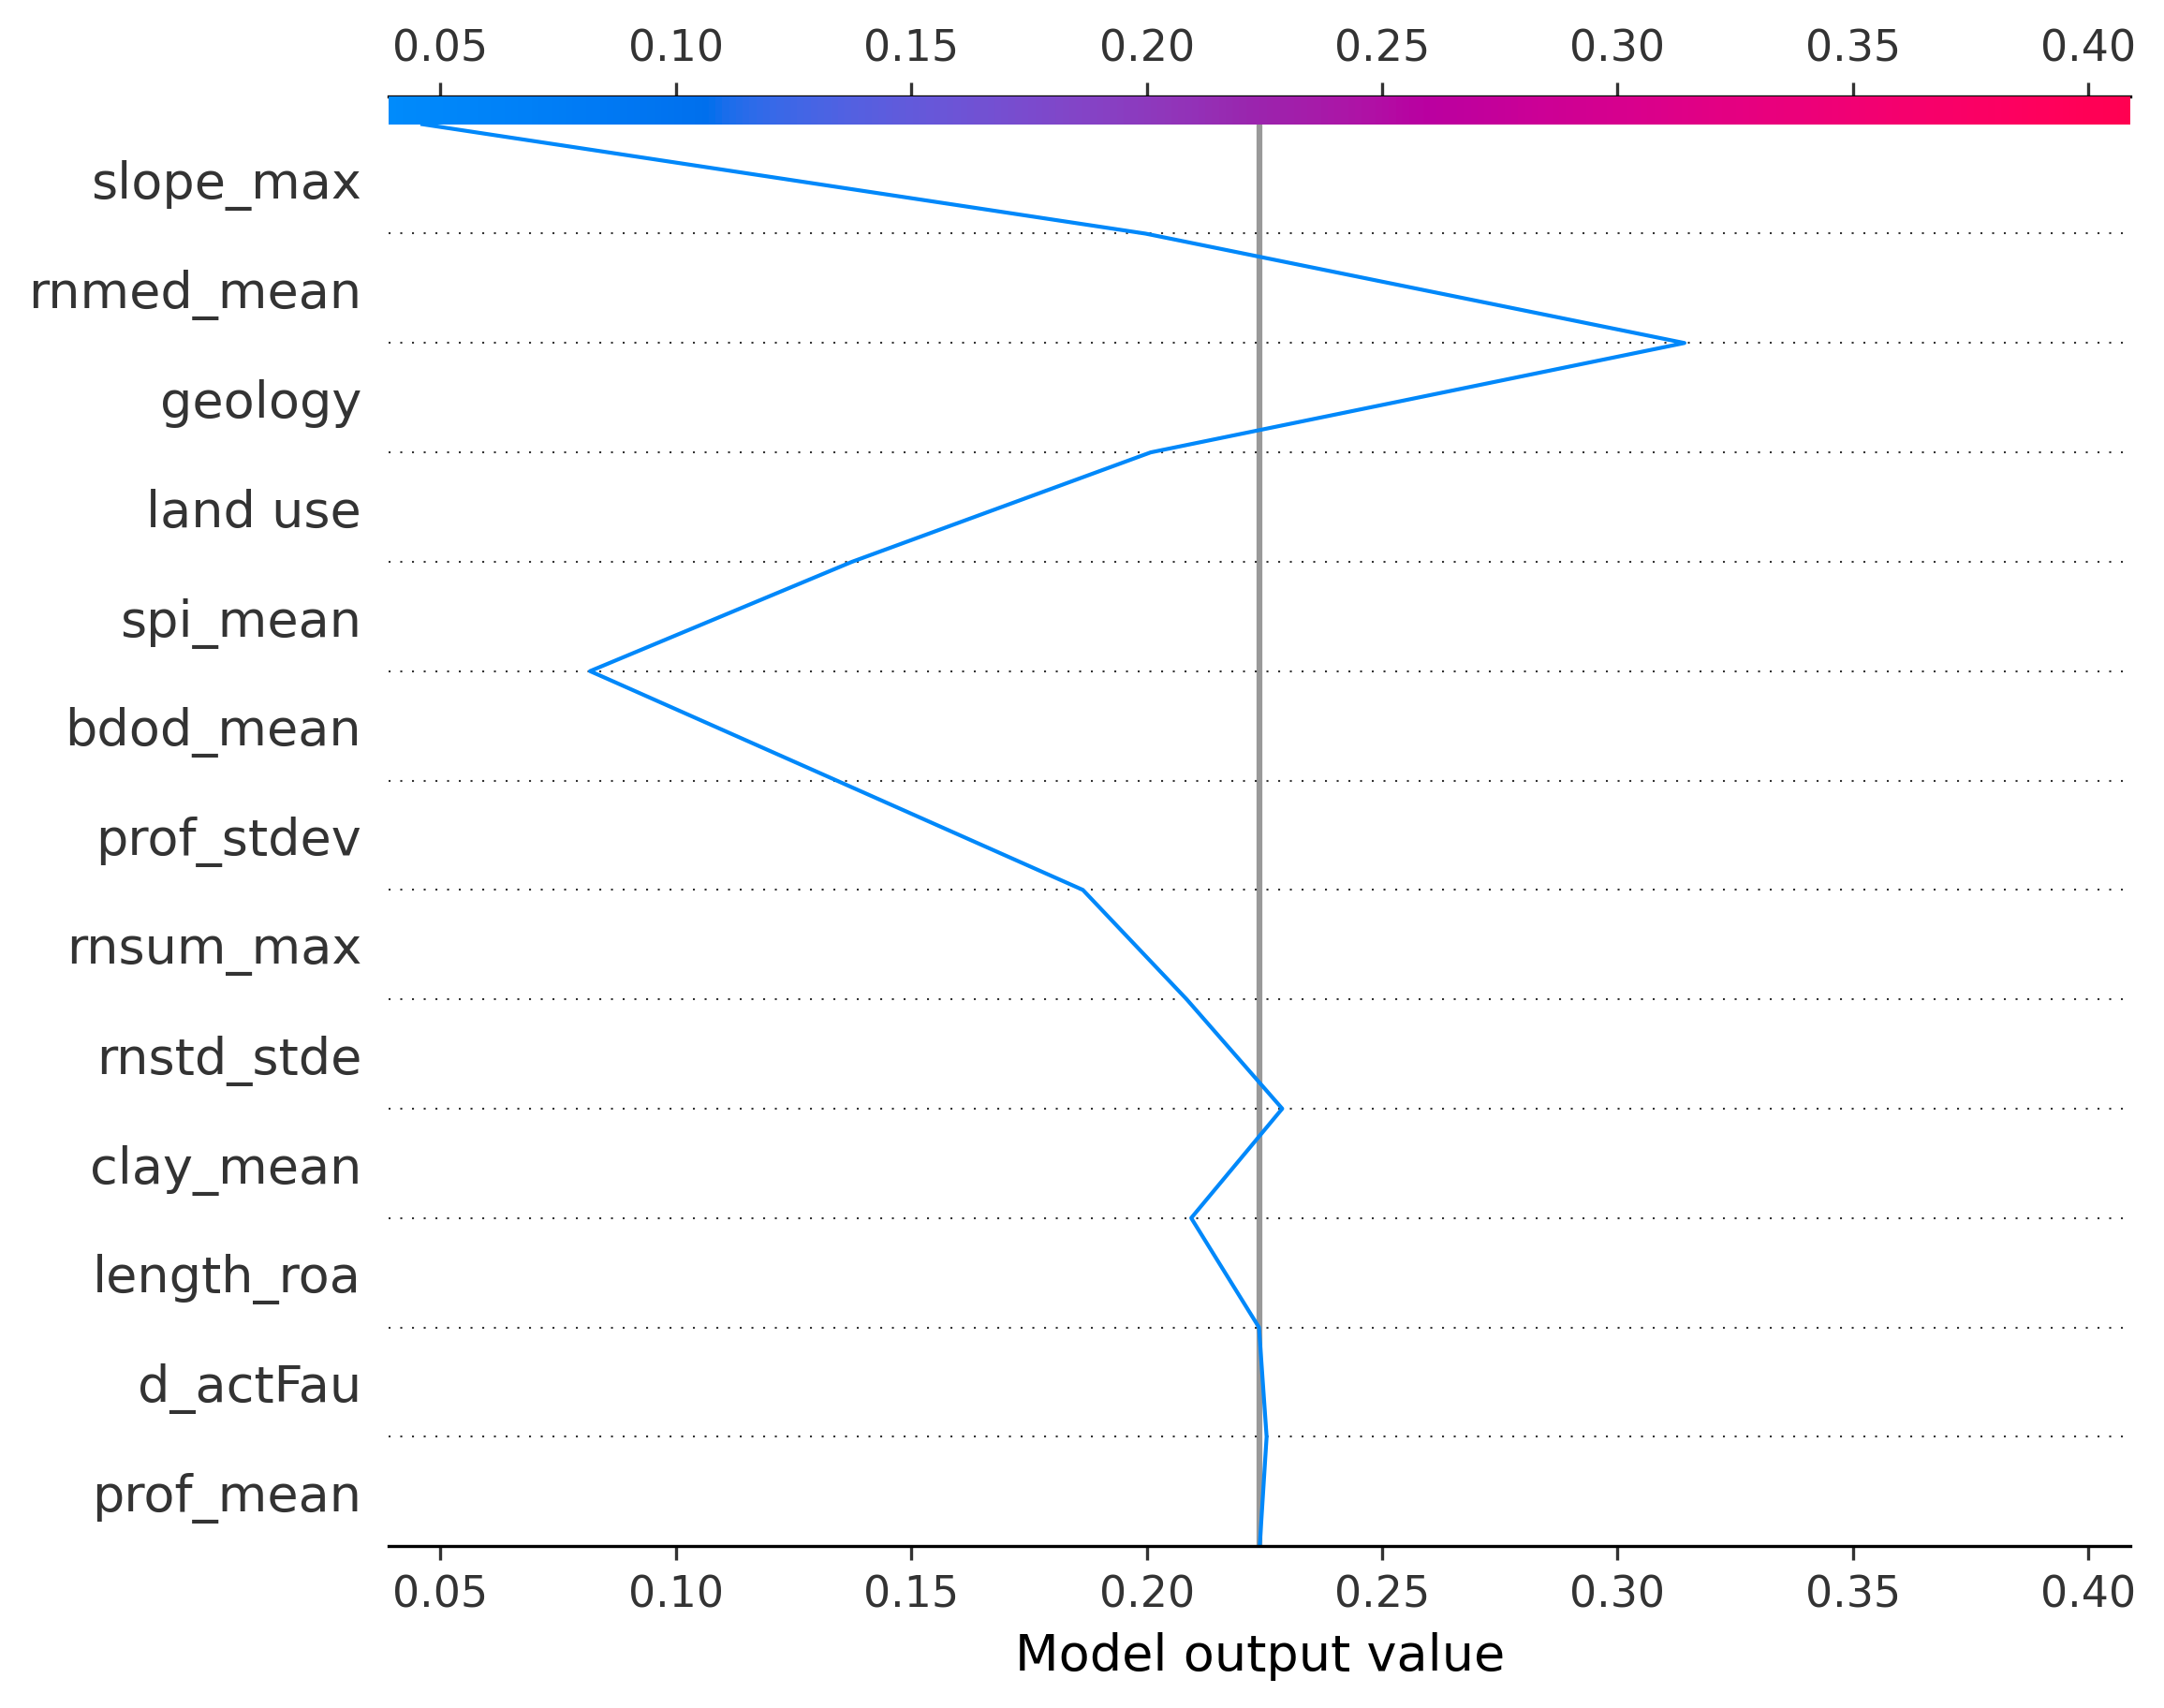 0.05 0.10 0.15 0.20 0.25 0.30 0.35 0.40
slope_max
rnmed_mean
geology
land use
spi_mean
bdod_mean
prof_stdev
rnsum_max
rnstd_stde
clay_mean
length_roa
d_actFau
prof_mean
0.05 0.10 0.15 0.20 0.25 0.30 0.35 0.40
Model output value